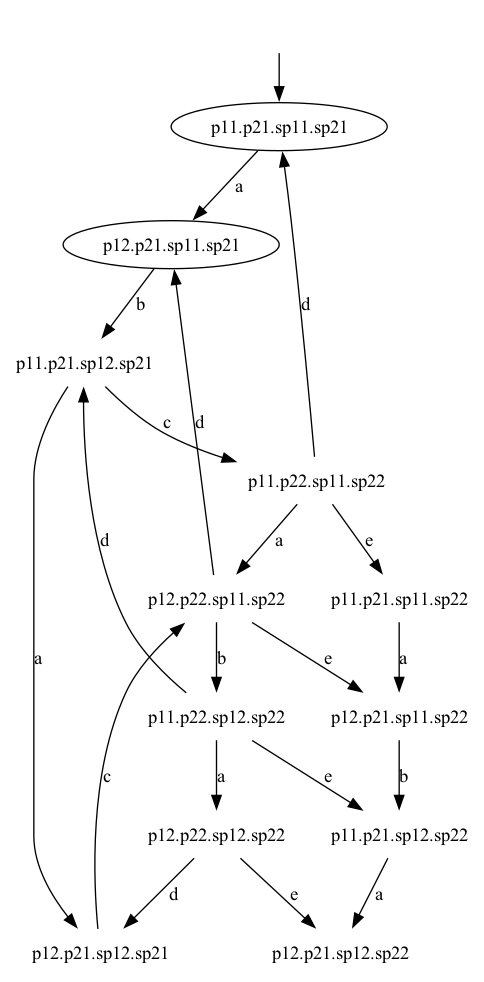 p11.p21.sp11.sp21
a
p12.p21.sp11.sp21
b
d
p11.p21.sp12.sp21
c
d
p11.p22.sp11.sp22
d
a
e
p12.p22.sp11.sp22
p11.p21.sp11.sp22
a
b
e
a
p11.p22.sp12.sp22
p12.p21.sp11.sp22
c
a
e
b
p12.p22.sp12.sp22
p11.p21.sp12.sp22
d
e
a
p12.p21.sp12.sp21
p12.p21.sp12.sp22